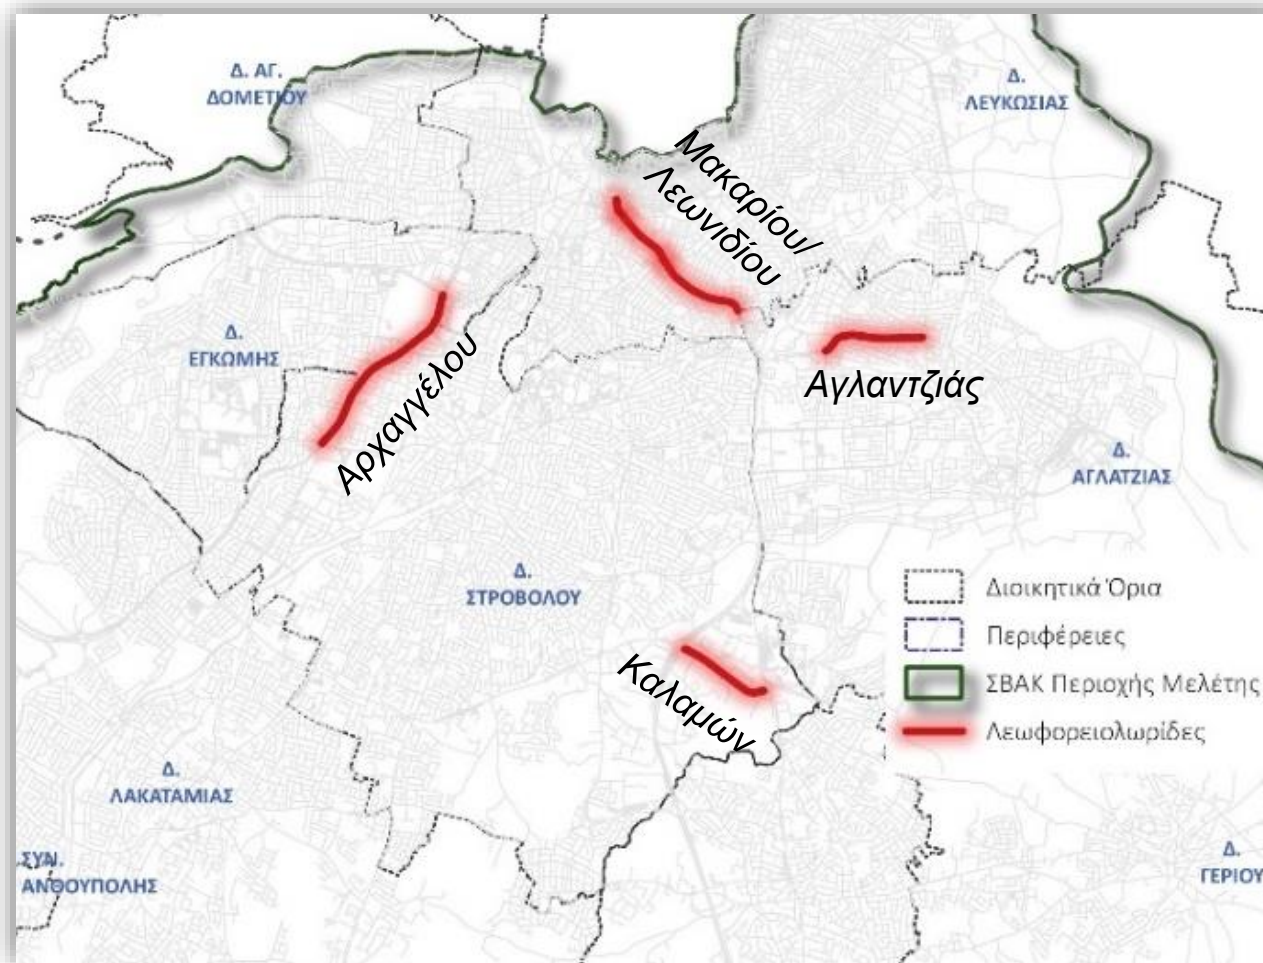 Δ. ΑΓ.
ΔΟΜΕΤΙΟΥ
Δ.
ΛΕΥΚΩΣΙΑΣ
Μακαρίου/
Λεωνιδίου
Δ.
ΕΓΚΩΜΗΣ
Αρχαγγέλου
Αγλαντζιάς
Δ.
ΑΓΛΑΤΖΙΑΣ
Δ.
ΣΤΡΟΒΟΛΟΥ
Διοικητικά Όρια
Περιφέρειες
ΣΒΑΚ Περιοχής Μελέτης
Λεωφορειολωρίδες
Καλαμών
Δ.
ΛΑΚΑΤΑΜΙΑΣ
ΣΥΝ.
ΑΝΘΟΥΠΟΛΗΣ
Δ.
ΓΕΡΙΟΥ